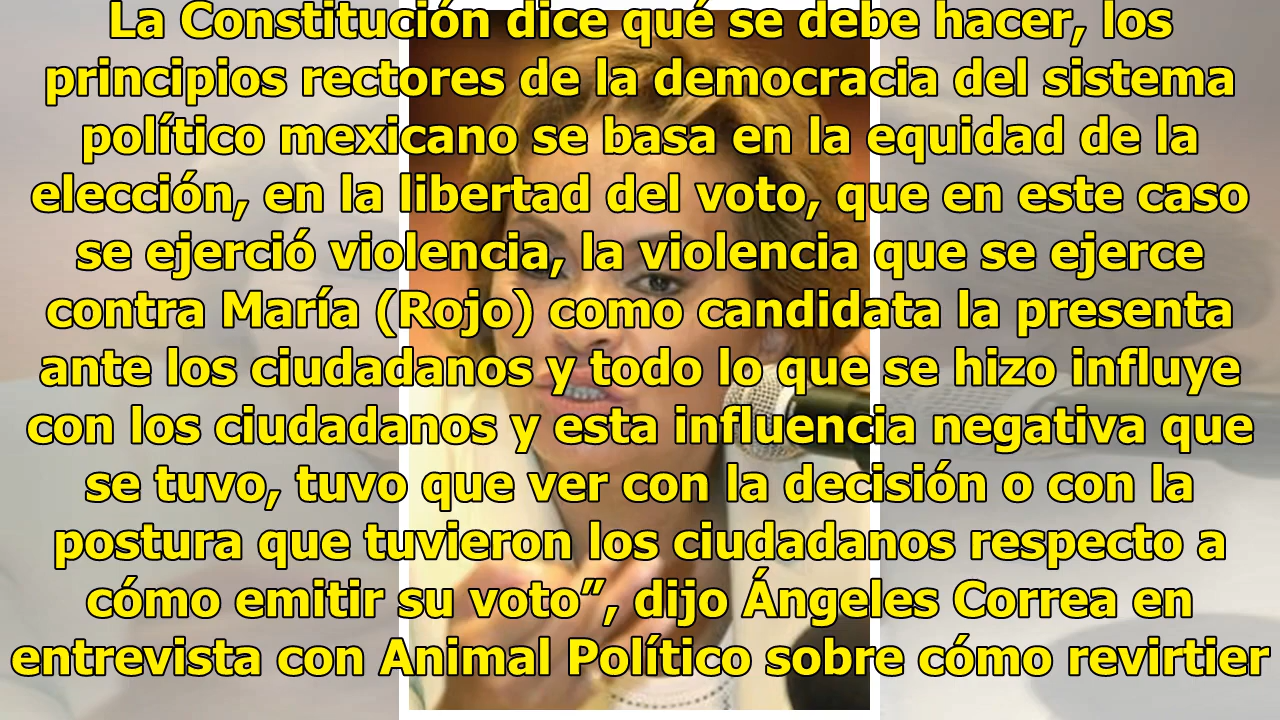 La Constitución dice qué se debe hacer, los
principios rectores de la democracia del sistema
político mexicano se basa en la equidad de la
elección, en la libertad del voto, que en este caso
se ejerció violencia, la violencia que se ejerce
contra María (Rojo) como candidata la presenta
ante los ciudadanos y todo lo que se hizo influye
con los ciudadanos y esta influencia negativa que
se tuvo, tuvo que ver con la decisión o con la
postura que tuvieron los ciudadanos respecto a
cómo emitir su voto”, dijo Ángeles Correa en
entrevista con Animal Político sobre cómo revirtier